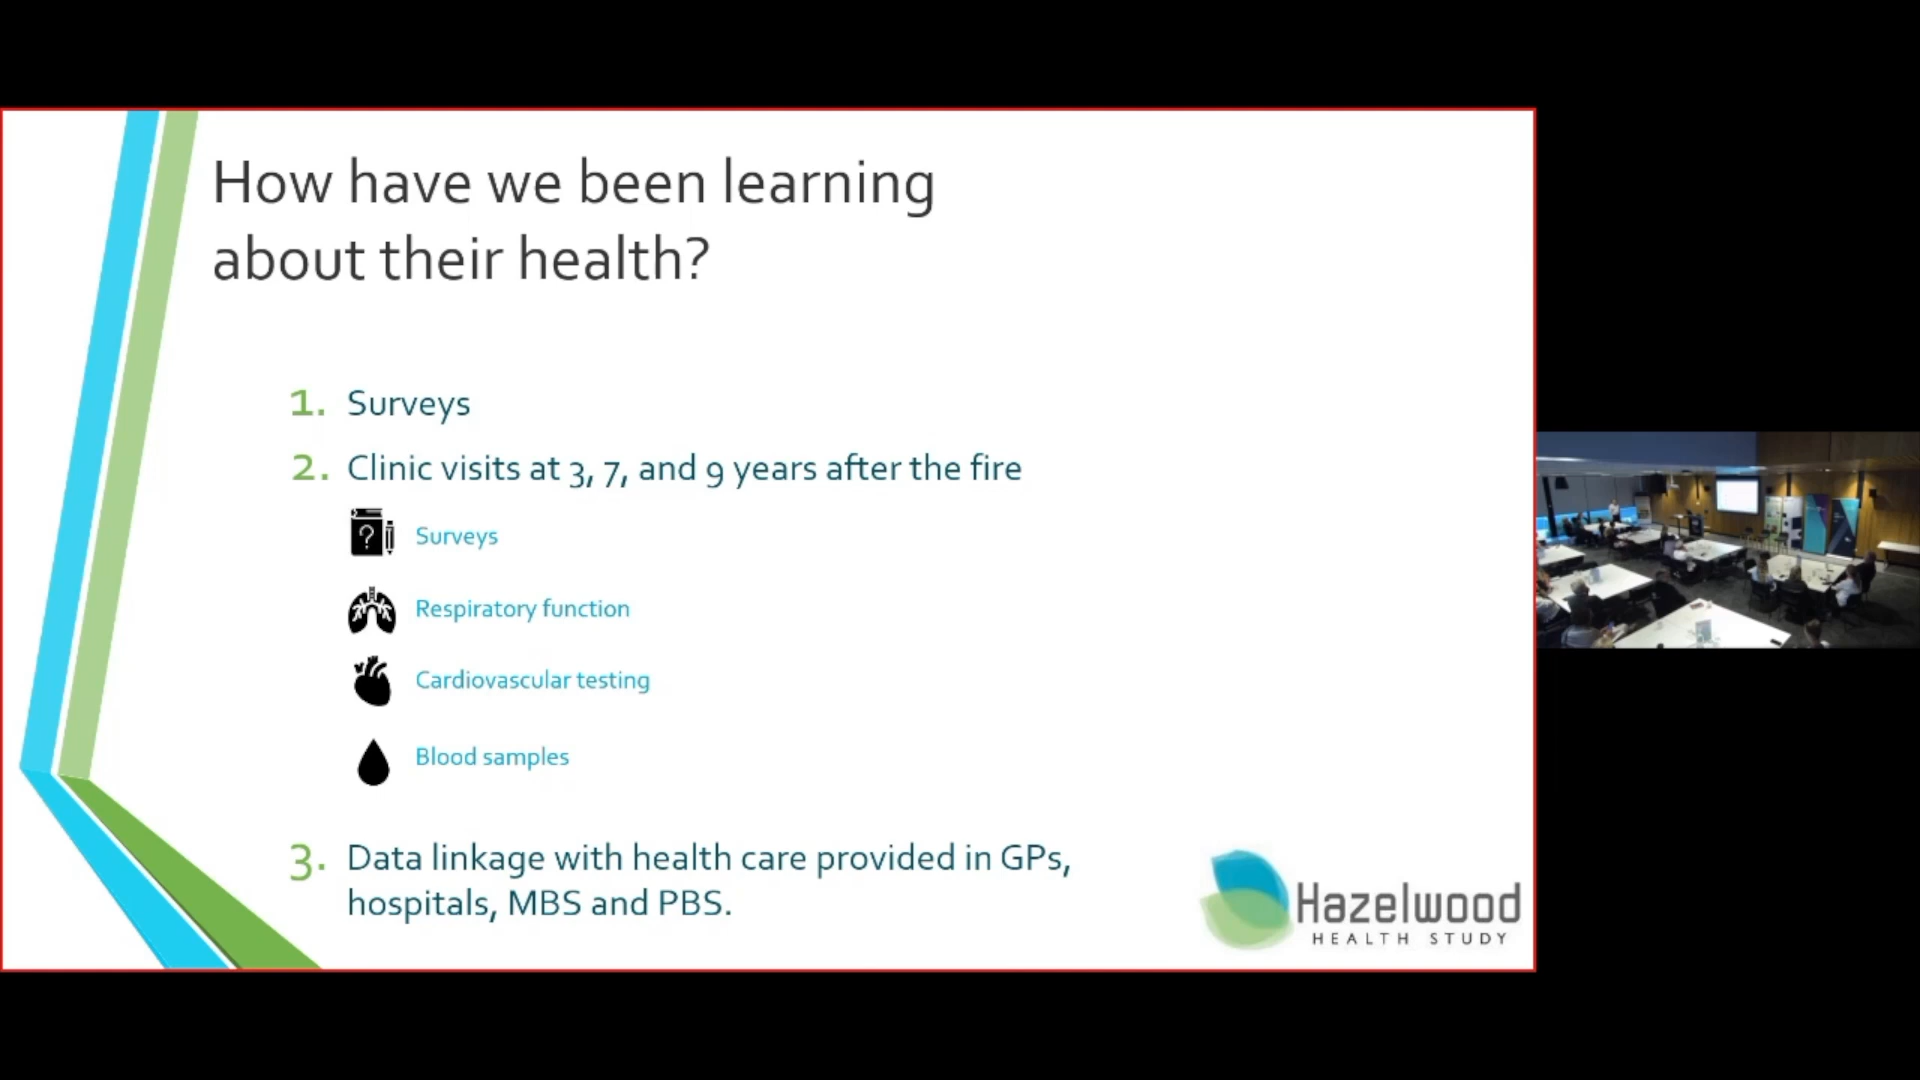 How have we been learning
about their health?
1. Surveys
2. Clinic visits at 3, 7, and 9 years after the fire
?
Surveys
Respiratory function
Cardiovascular testing
Blood samples
3. Data linkage with health care provided in GPs,
hospitals, MBS and PBS.
Hazelwood
HEALTH STUDY